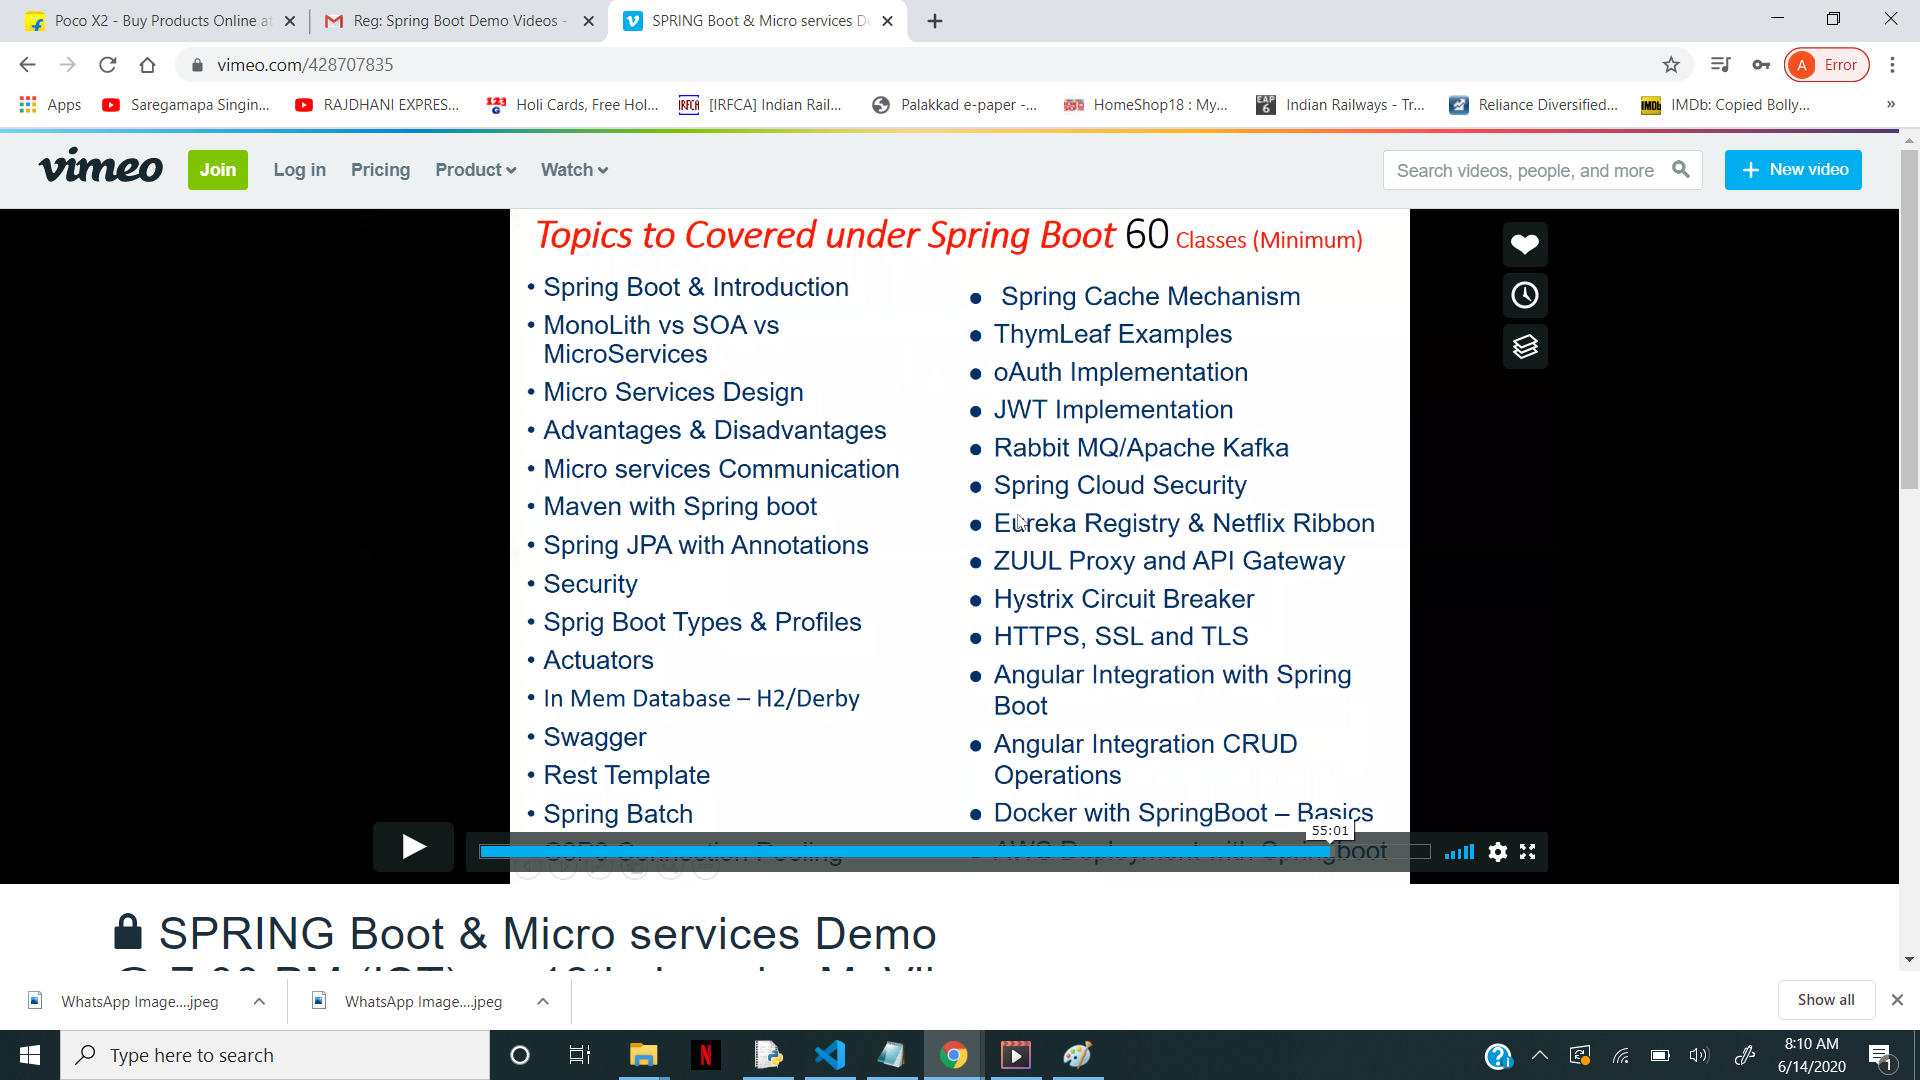 Poco X2 - Buy Products Online at
Reg: Spring Boot Demo Videos -
SPRING Boot & Micro services De
vimeo.com/428707835
A Error
Apps
Saregamapa Singin...
RAJDHANI EXPRES...
Holi Cards, Free Hol...
[IRFCA] Indian Rail...
Palakkad e-paper -...
HomeShop18 : My...
Indian Railways - Tr...
Reliance Diversified...
IMDb: Copied Bolly...
»
vimeo
Join
Log in
Pricing
Product
Watch
Search videos, people, and more
New video
Topics to Covered under Spring Boot 60 Classes (Minimum)
• Spring Boot & Introduction
• MonoLith vs SOA vs
MicroServices
• Micro Services Design
• Advantages & Disadvantages
• Micro services Communication
• Maven with Spring boot
• Spring JPA with Annotations
• Security
• Sprig Boot Types & Profiles
• Actuators
• In Mem Database – H2/Derby
• Swagger
• Rest Template
• Spring Batch
Connection Pooling
● Spring Cache Mechanism
● ThymLeaf Examples
● oAuth Implementation
● JWT Implementation
● Rabbit MQ/Apache Kafka
● Spring Cloud Security
● Eureka Registry & Netflix Ribbon
● ZUUL Proxy and API Gateway
● Hystrix Circuit Breaker
● HTTPS, SSL and TLS
● Angular Integration with Spring
Boot
● Angular Integration CRUD
Operations
● Docker with SpringBoot – Basics
● AWS Deployment with Springboot
55:01
SPRING Boot & Micro services Demo
WhatsApp Image....jpeg
WhatsApp Image....jpeg
Show all
Type here to search
8:10 AM
6/14/2020
1